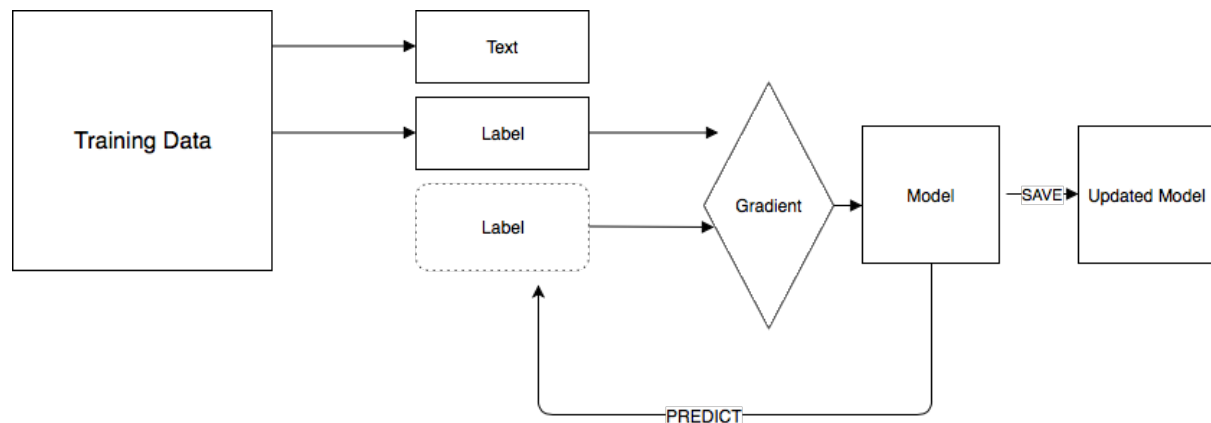 Text
Training Data
Label
Label
Gradient
Model
SAVE
Updated Model
PREDICT